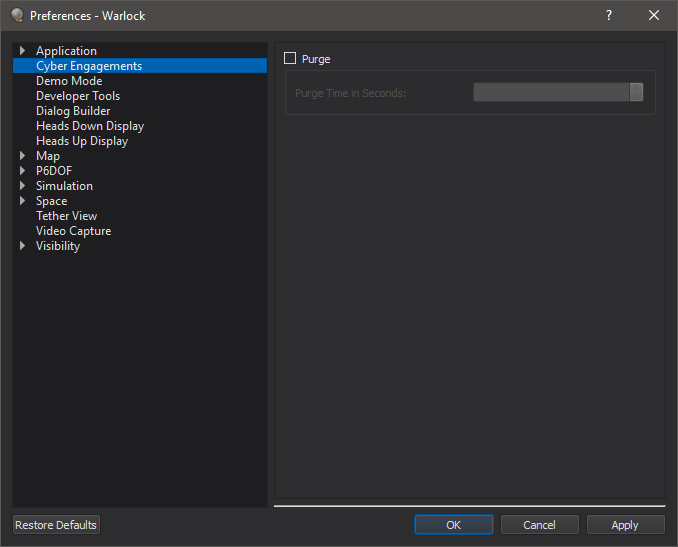 Preferences - Warlock
?
Application
Cyber Engagements
Demo Mode
Developer Tools
Dialog Builder
Heads Down Display
Heads Up Display
Map
P6DOF
Simulation
Space
Tether View
Video Capture
Visibility
Purge
Purge Time in Seconds:
Restore Defaults
OK
Cancel
Apply